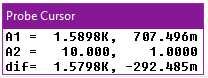 Probe Cursor
A1 = 1.5898K, 707.496m
A2 = 10.000, 1.0000
dif= 1.5798K, -292.485m